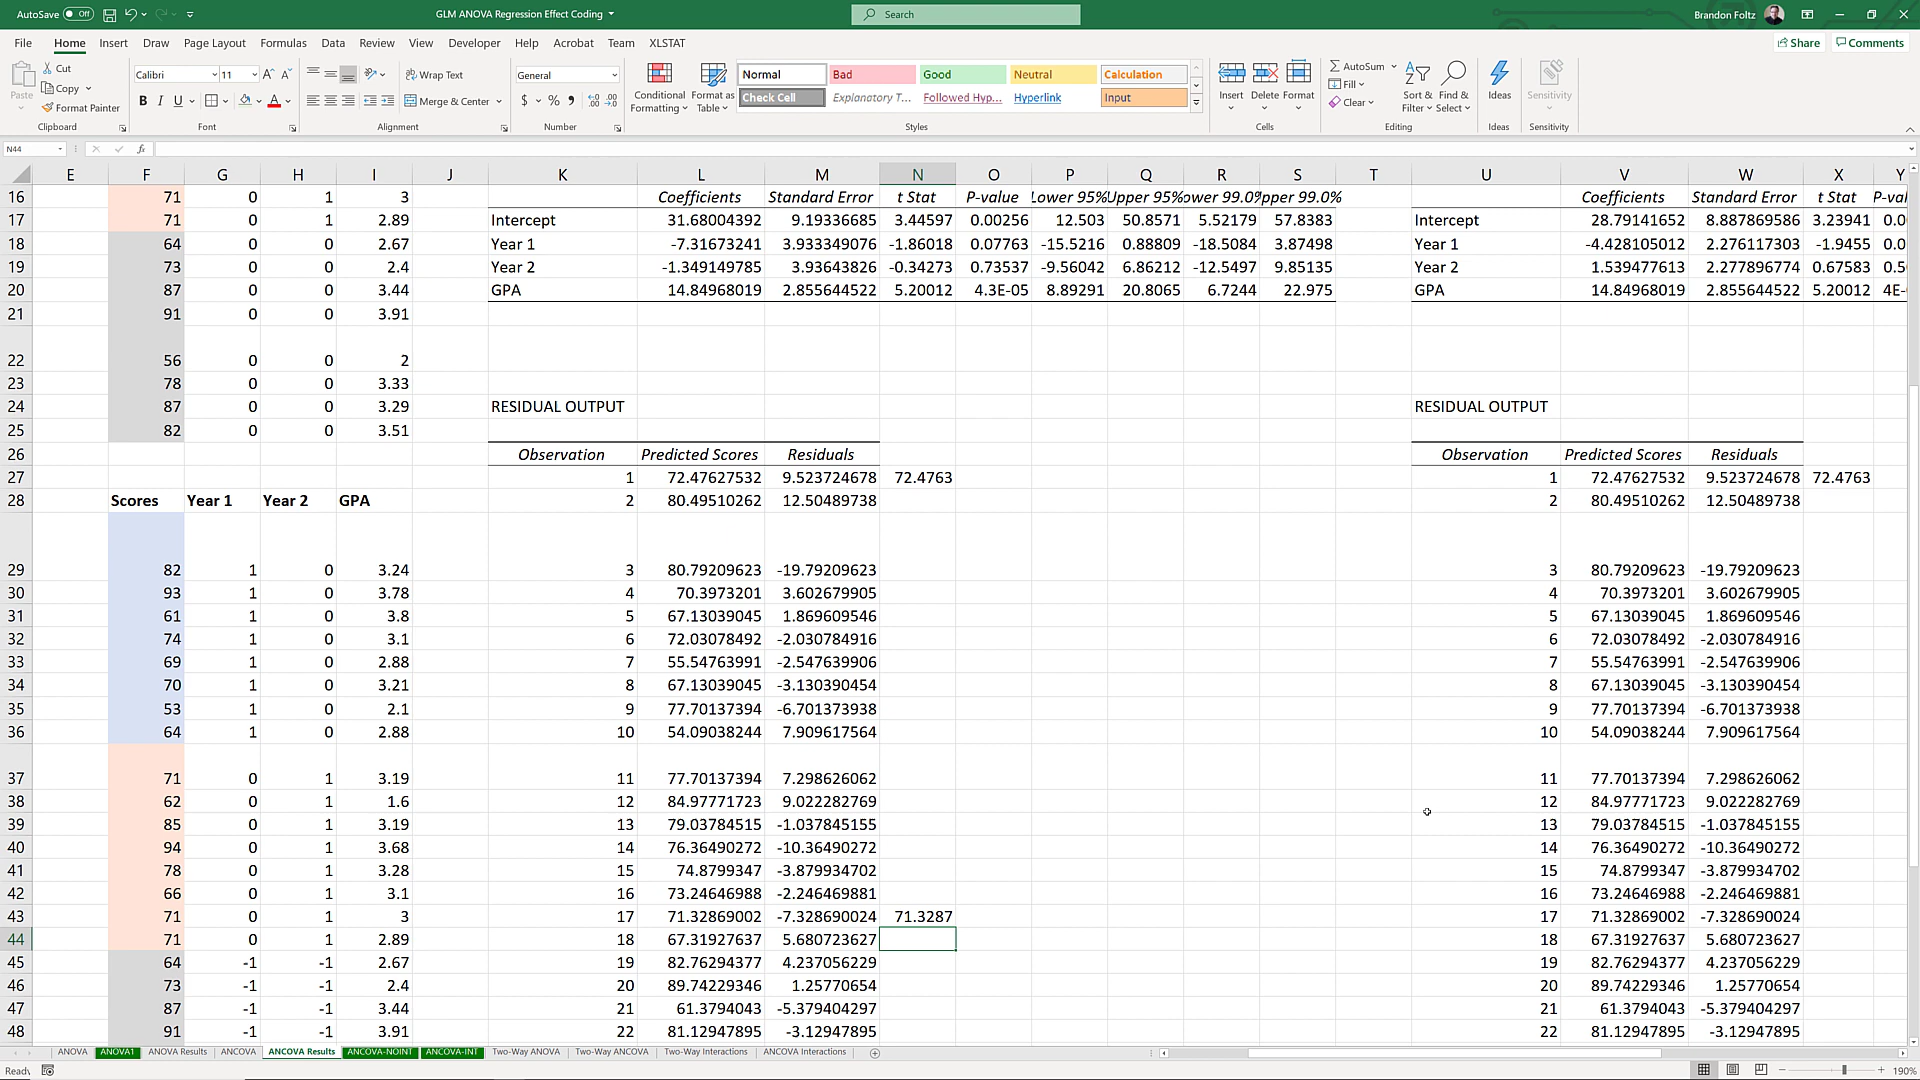 AutoSave Off GLM ANOVA Regression Effect Coding Search Brandon Foltz
File Home Insert Draw Page Layout Formulas Data Review View Developer Help Acrobat Team XLSTAT Share Comments
Paste Cut Copy Format Painter Calibri 11 Wrap Text Merge & Center General Conditional Formatting Format as Table Normal Bad Good Neutral Calculation Check Cell Explanatory T... Followed Hyp... Hyperlink Input Insert Delete Format AutoSum Fill Clear Sort & Filter Find & Select Ideas Sensitivity
Clipboard Font Alignment Number Styles Cells Editing Ideas Sensitivity
N44 fx
E F G H I J K L M N O P Q R S T U V W X Y
16 71 0 1 3 Coefficients Standard Error t Stat P-value Lower 95% Upper 95% ower 99.0% pper 99.0% Coefficients Standard Error t Stat P-val
17 71 0 1 2.89 Intercept 31.68004392 9.19336685 3.44597 0.00256 12.503 50.8571 5.52179 57.8383 Intercept 28.79141652 8.887869586 3.23941 0.0
18 64 0 0 2.67 Year 1 -7.31673241 3.933349076 -1.86018 0.07763 -15.5216 0.88809 -18.5084 3.87498 Year 1 -4.428105012 2.276117303 -1.9455 0.0
19 73 0 0 2.4 Year 2 -1.349149785 3.93643826 -0.34273 0.73537 -9.56042 6.86212 -12.5497 9.85135 Year 2 1.539477613 2.277896774 0.67583 0.5
20 87 0 0 3.44 GPA 14.84968019 2.855644522 5.20012 4.3E-05 8.89291 20.8065 6.7244 22.975 GPA 14.84968019 2.855644522 5.20012 4E-
21 91 0 0 3.91
22 56 0 0 2
23 78 0 0 3.33
24 87 0 0 3.29 RESIDUAL OUTPUT RESIDUAL OUTPUT
25 82 0 0 3.51
26 Observation Predicted Scores Residuals Observation Predicted Scores Residuals
27 1 72.47627532 9.523724678 72.4763 1 72.47627532 9.523724678 72.4763
28 Scores Year 1 Year 2 GPA 2 80.49510262 12.50489738 2 80.49510262 12.50489738
29 82 1 0 3.24 3 80.79209623 -19.79209623 3 80.79209623 -19.79209623
30 93 1 0 3.78 4 70.3973201 3.602679905 4 70.3973201 3.602679905
31 61 1 0 3.8 5 67.13039045 1.869609546 5 67.13039045 1.869609546
32 74 1 0 3.1 6 72.03078492 -2.030784916 6 72.03078492 -2.030784916
33 69 1 0 2.88 7 55.54763991 -2.547639906 7 55.54763991 -2.547639906
34 70 1 0 3.21 8 67.13039045 -3.130390454 8 67.13039045 -3.130390454
35 53 1 0 2.1 9 77.70137394 -6.701373938 9 77.70137394 -6.701373938
36 64 1 0 2.88 10 54.09038244 7.909617564 10 54.09038244 7.909617564
37 71 0 1 3.19 11 77.70137394 7.298626062 11 77.70137394 7.298626062
38 62 0 1 1.6 12 84.97771723 9.022282769 12 84.97771723 9.022282769
39 85 0 1 3.19 13 79.03784515 -1.037845155 13 79.03784515 -1.037845155
40 94 0 1 3.68 14 76.36490272 -10.36490272 14 76.36490272 -10.36490272
41 78 0 1 3.28 15 74.8799347 -3.879934702 15 74.8799347 -3.879934702
42 66 0 1 3.1 16 73.24646988 -2.246469881 16 73.24646988 -2.246469881
43 71 0 1 3 17 71.32869002 -7.328690024 71.3287 17 71.32869002 -7.328690024
44 71 0 1 2.89 18 67.31927637 5.680723627 18 67.31927637 5.680723627
45 64 -1 -1 2.67 19 82.76294377 4.237056229 19 82.76294377 4.237056229
46 73 -1 -1 2.4 20 89.74229346 1.25770654 20 89.74229346 1.25770654
47 87 -1 -1 3.44 21 61.3794043 -5.379404297 21 61.3794043 -5.379404297
48 91 -1 -1 3.91 22 81.12947895 -3.12947895 22 81.12947895 -3.12947895
ANOVA ANOVA1 ANOVA Results ANCOVA ANCOVA Results ANCOVA-NOINT ANCOVA-INT Two-Way ANOVA Two-Way ANCOVA Two-Way Interactions ANCOVA Interactions
Ready 190%